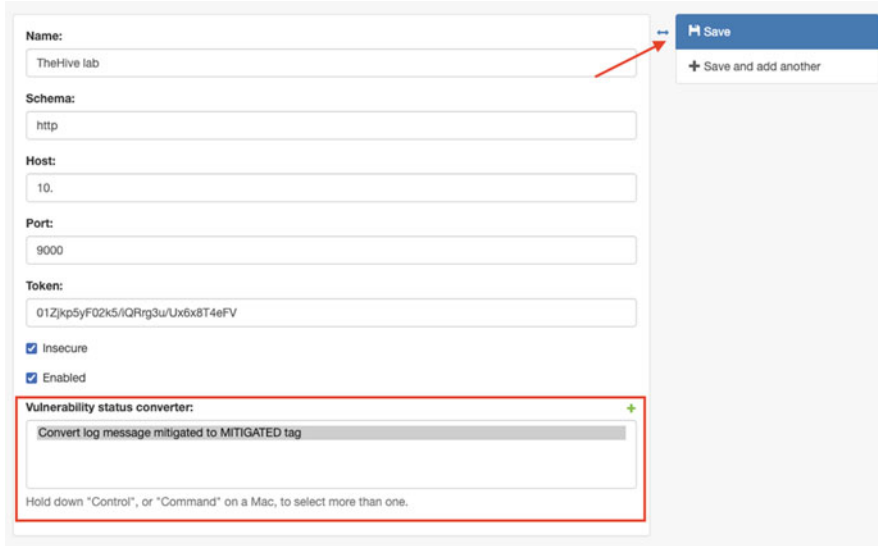 Name:
TheHive lab
Schema:
http
Host:
10.
Port:
9000
Token:
01Zjkp5yF02k5/iQRrg3u/Ux6x8T4eFV
Insecure
Enabled
Vulnerability status converter:
Convert log message mitigated to MITIGATED tag
Hold down "Control", or "Command" on a Mac, to select more than one.
Save
Save and add another